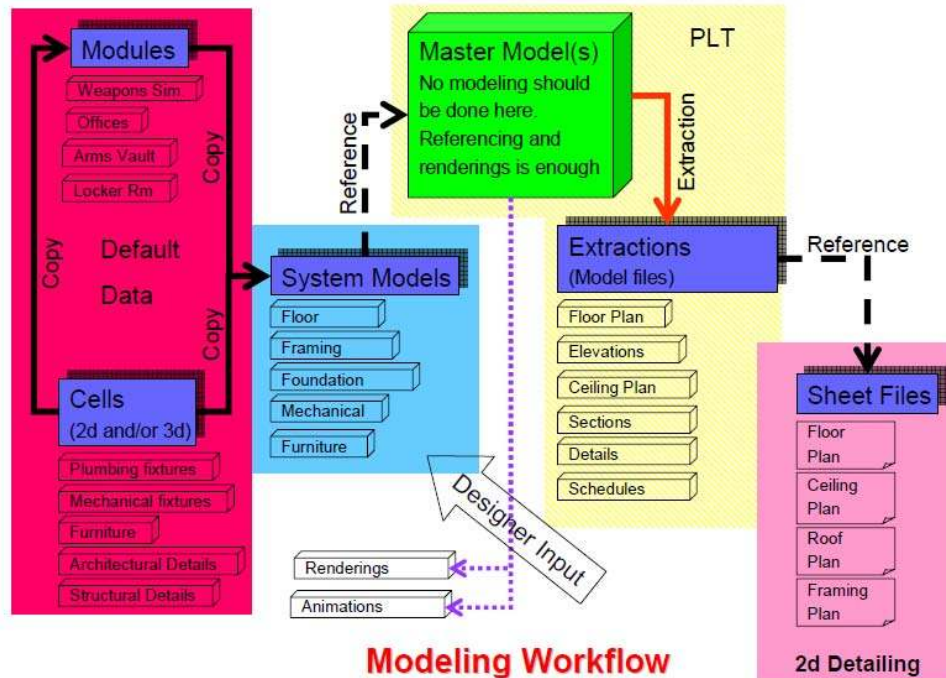 Modules
Weapons Sim
Offices
Arms Vault
Locker Rm
Copy
Copy
Default
Data
Copy
Cells
(2d and/or 3d)
Plumbing fixtures
Mechanical fixtures
Furniture
Architectural Details
Structural Details
Reference
System Models
Floor
Framing
Foundation
Mechanical
Furniture
Designer Input
Master Model(s)
No modeling should
be done here.
Referencing and
renderings is enough
PLT
Extraction
Extractions
(Model files)
Floor Plan
Elevations
Ceiling Plan
Sections
Details
Schedules
Reference
Sheet Files
Floor
Plan
Ceiling
Plan
Roof
Plan
Framing
Plan
2d Detailing
Renderings
Animations
Modeling Workflow